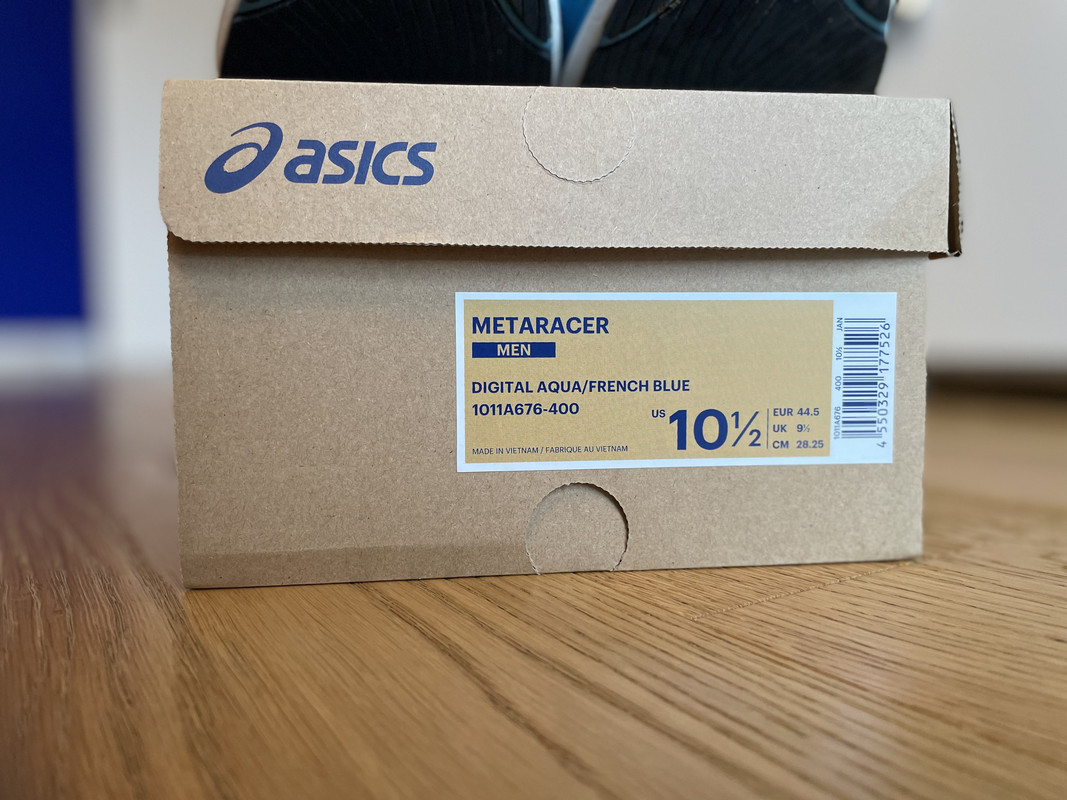 asics
METARACER
MEN
DIGITAL AQUA/FRENCH BLUE
1011A676-400
US 10½
EUR 44.5
UK 9½
CM 28.25
MADE IN VIETNAM / FABRIQUE AU VIETNAM
1011A676 400 10½ JAN
4 550329 177526